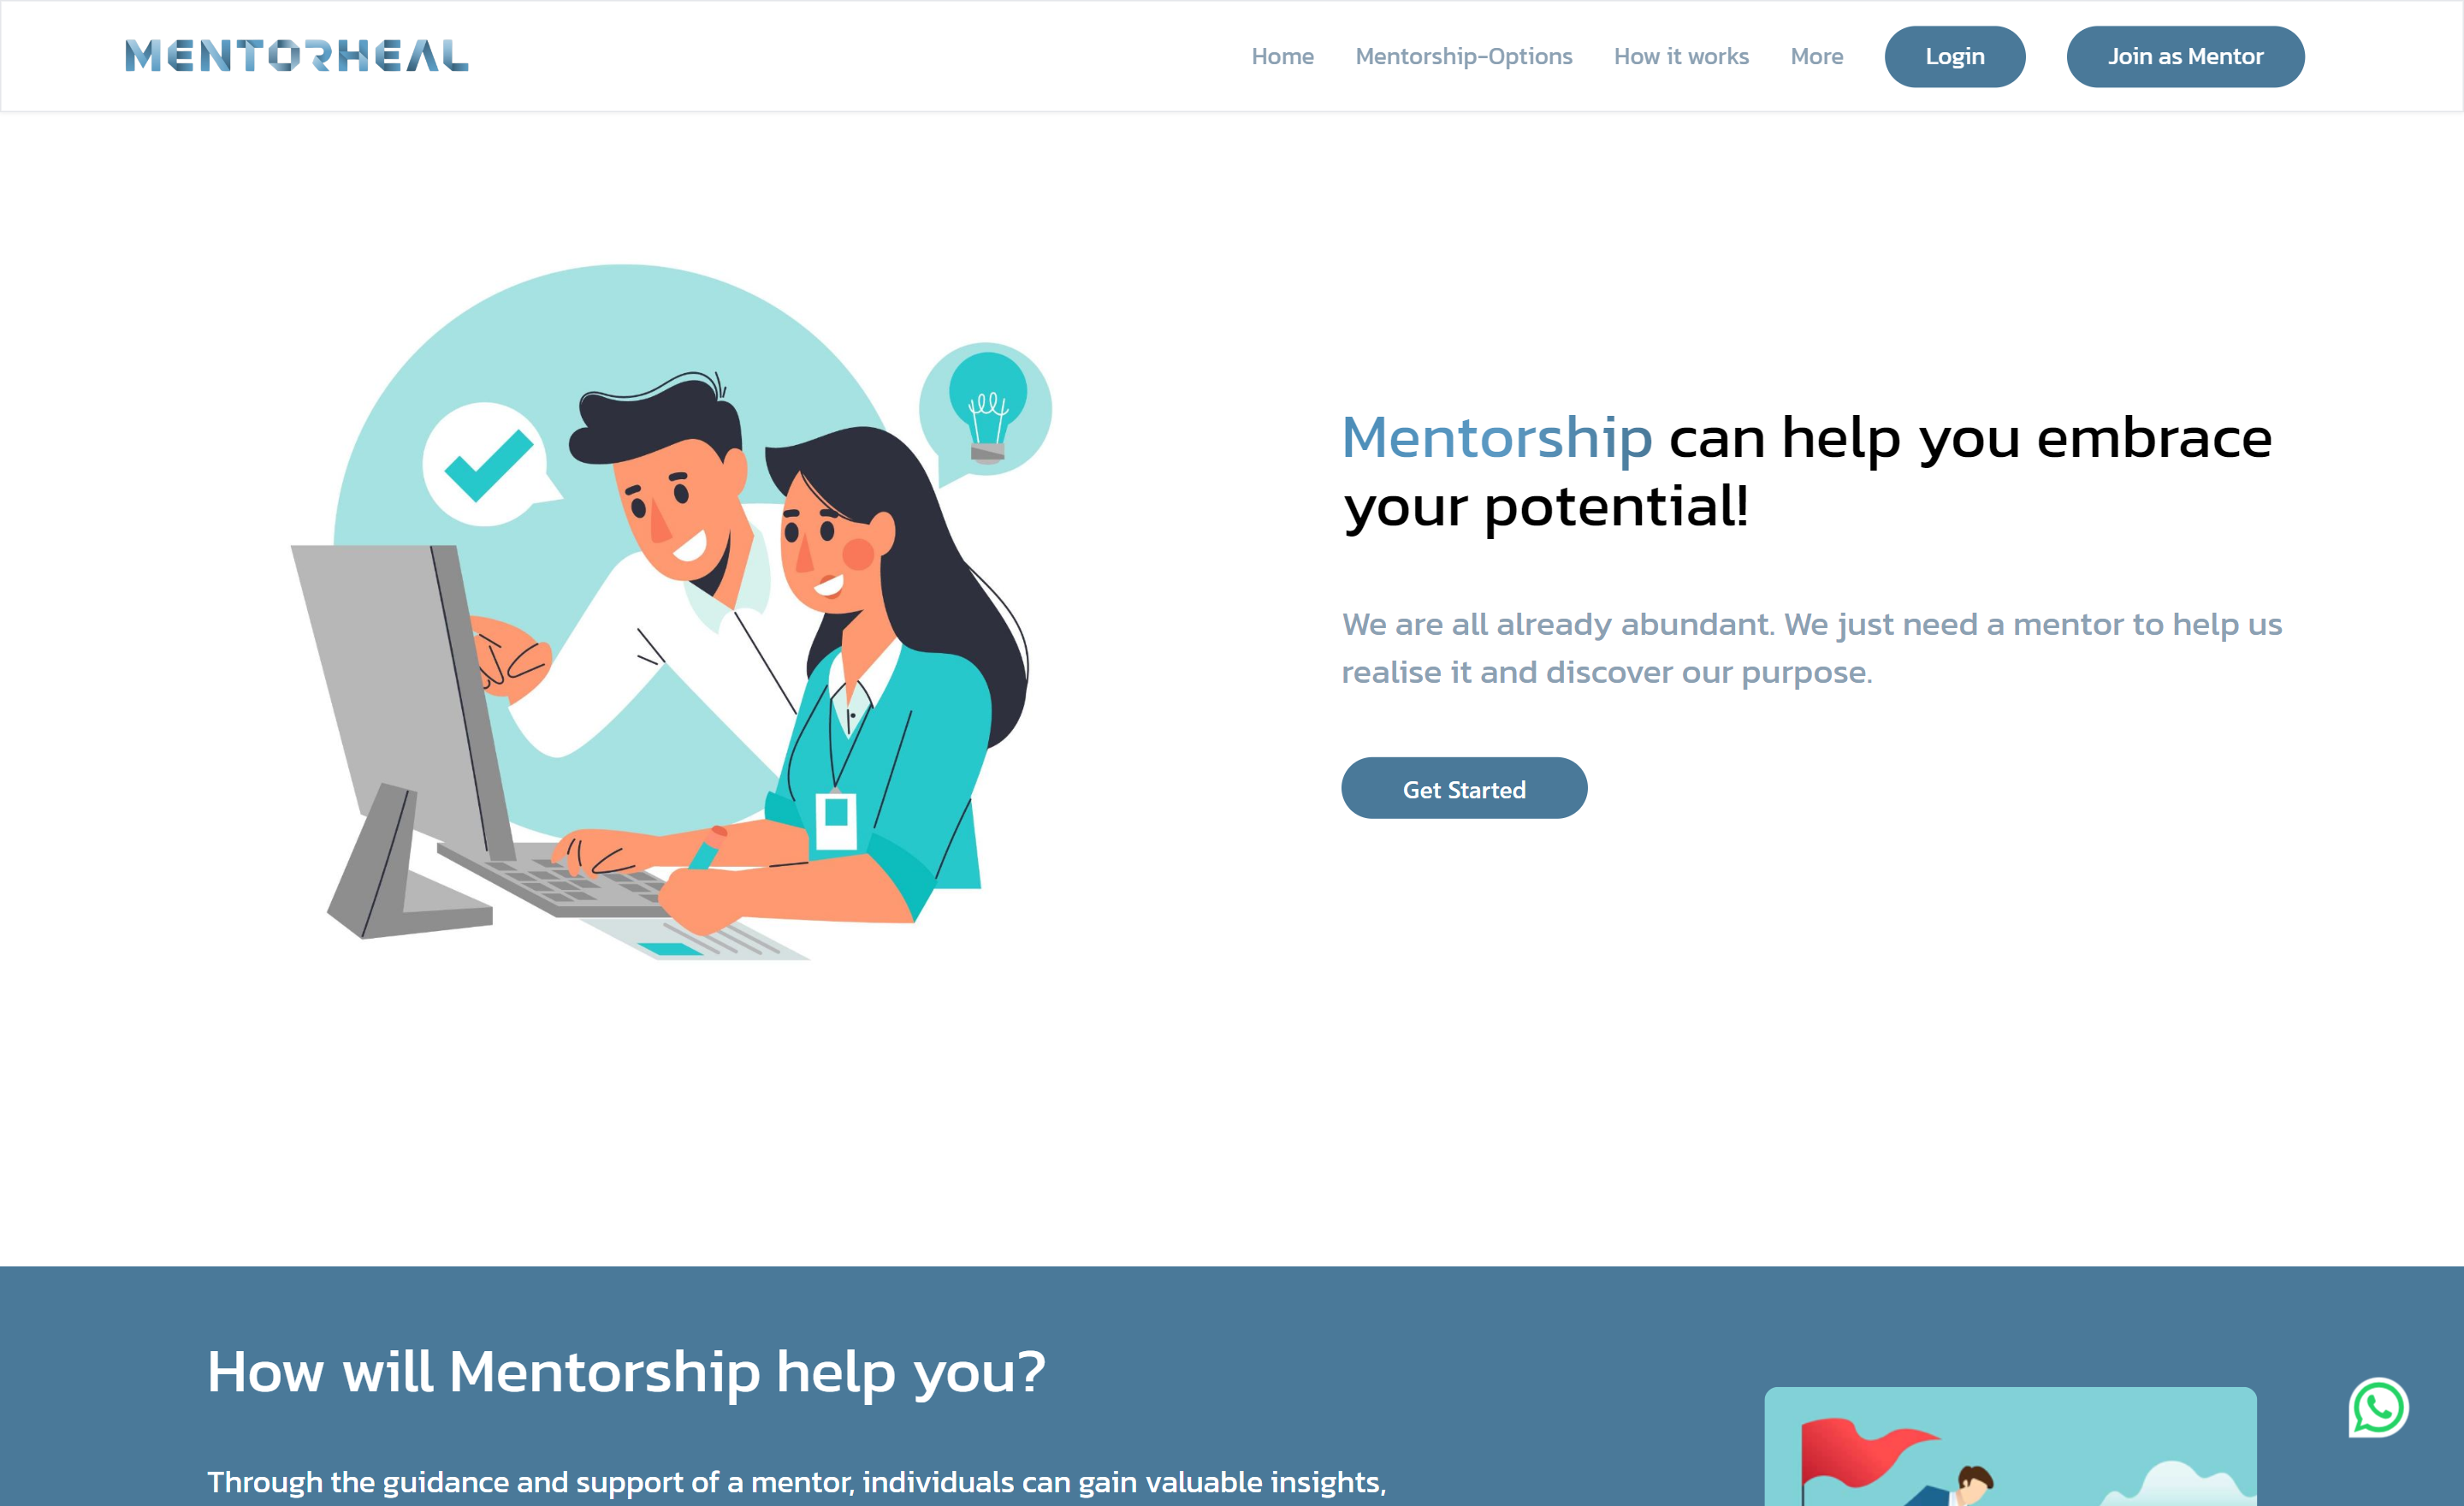 MENTORHEAL
Home Mentorship-Options How it works More Login Join as Mentor
Mentorship can help you embrace
your potential!
We are all already abundant. We just need a mentor to help us
realise it and discover our purpose.
Get Started
How will Mentorship help you?
Through the guidance and support of a mentor, individuals can gain valuable insights,